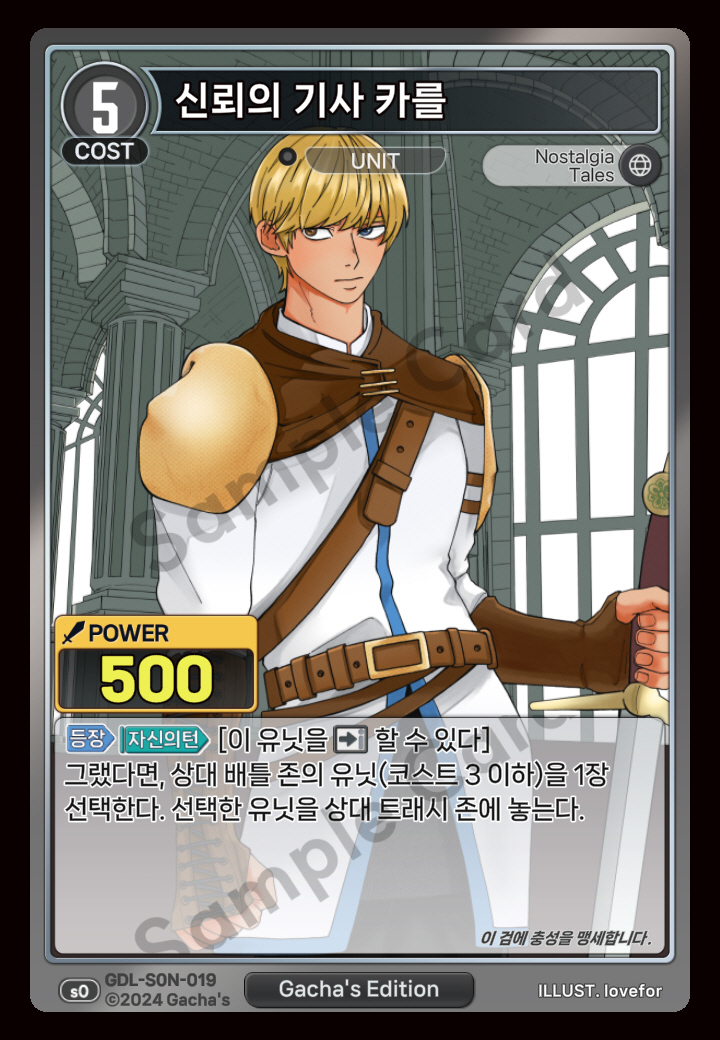 5
COST
신뢰의 기사 카를
UNIT
Nostalgia
Tales
Sample Card
POWER
500
등장 자신의턴 [이 유닛을 할 수 있다]
그랬다면, 상대 배틀 존의 유닛(코스트 3 이하)을 1장
선택한다. 선택한 유닛을 상대 트래시 존에 놓는다.
Sample Card
이 검에 충성을 맹세합니다.
s0
GDL-S0N-019
©2024 Gacha's
Gacha's Edition
ILLUST. lovefor